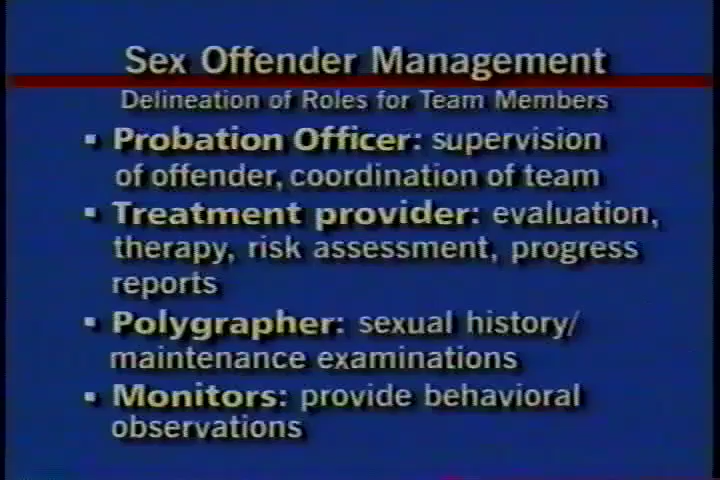 Sex Offender Management
Delineation of Roles for Team Members
▪ Probation Officer: supervision
of offender, coordination of team
▪ Treatment provider: evaluation,
therapy, risk assessment, progress
reports
▪ Polygrapher: sexual history/
maintenance examinations
▪ Monitors: provide behavioral
observations